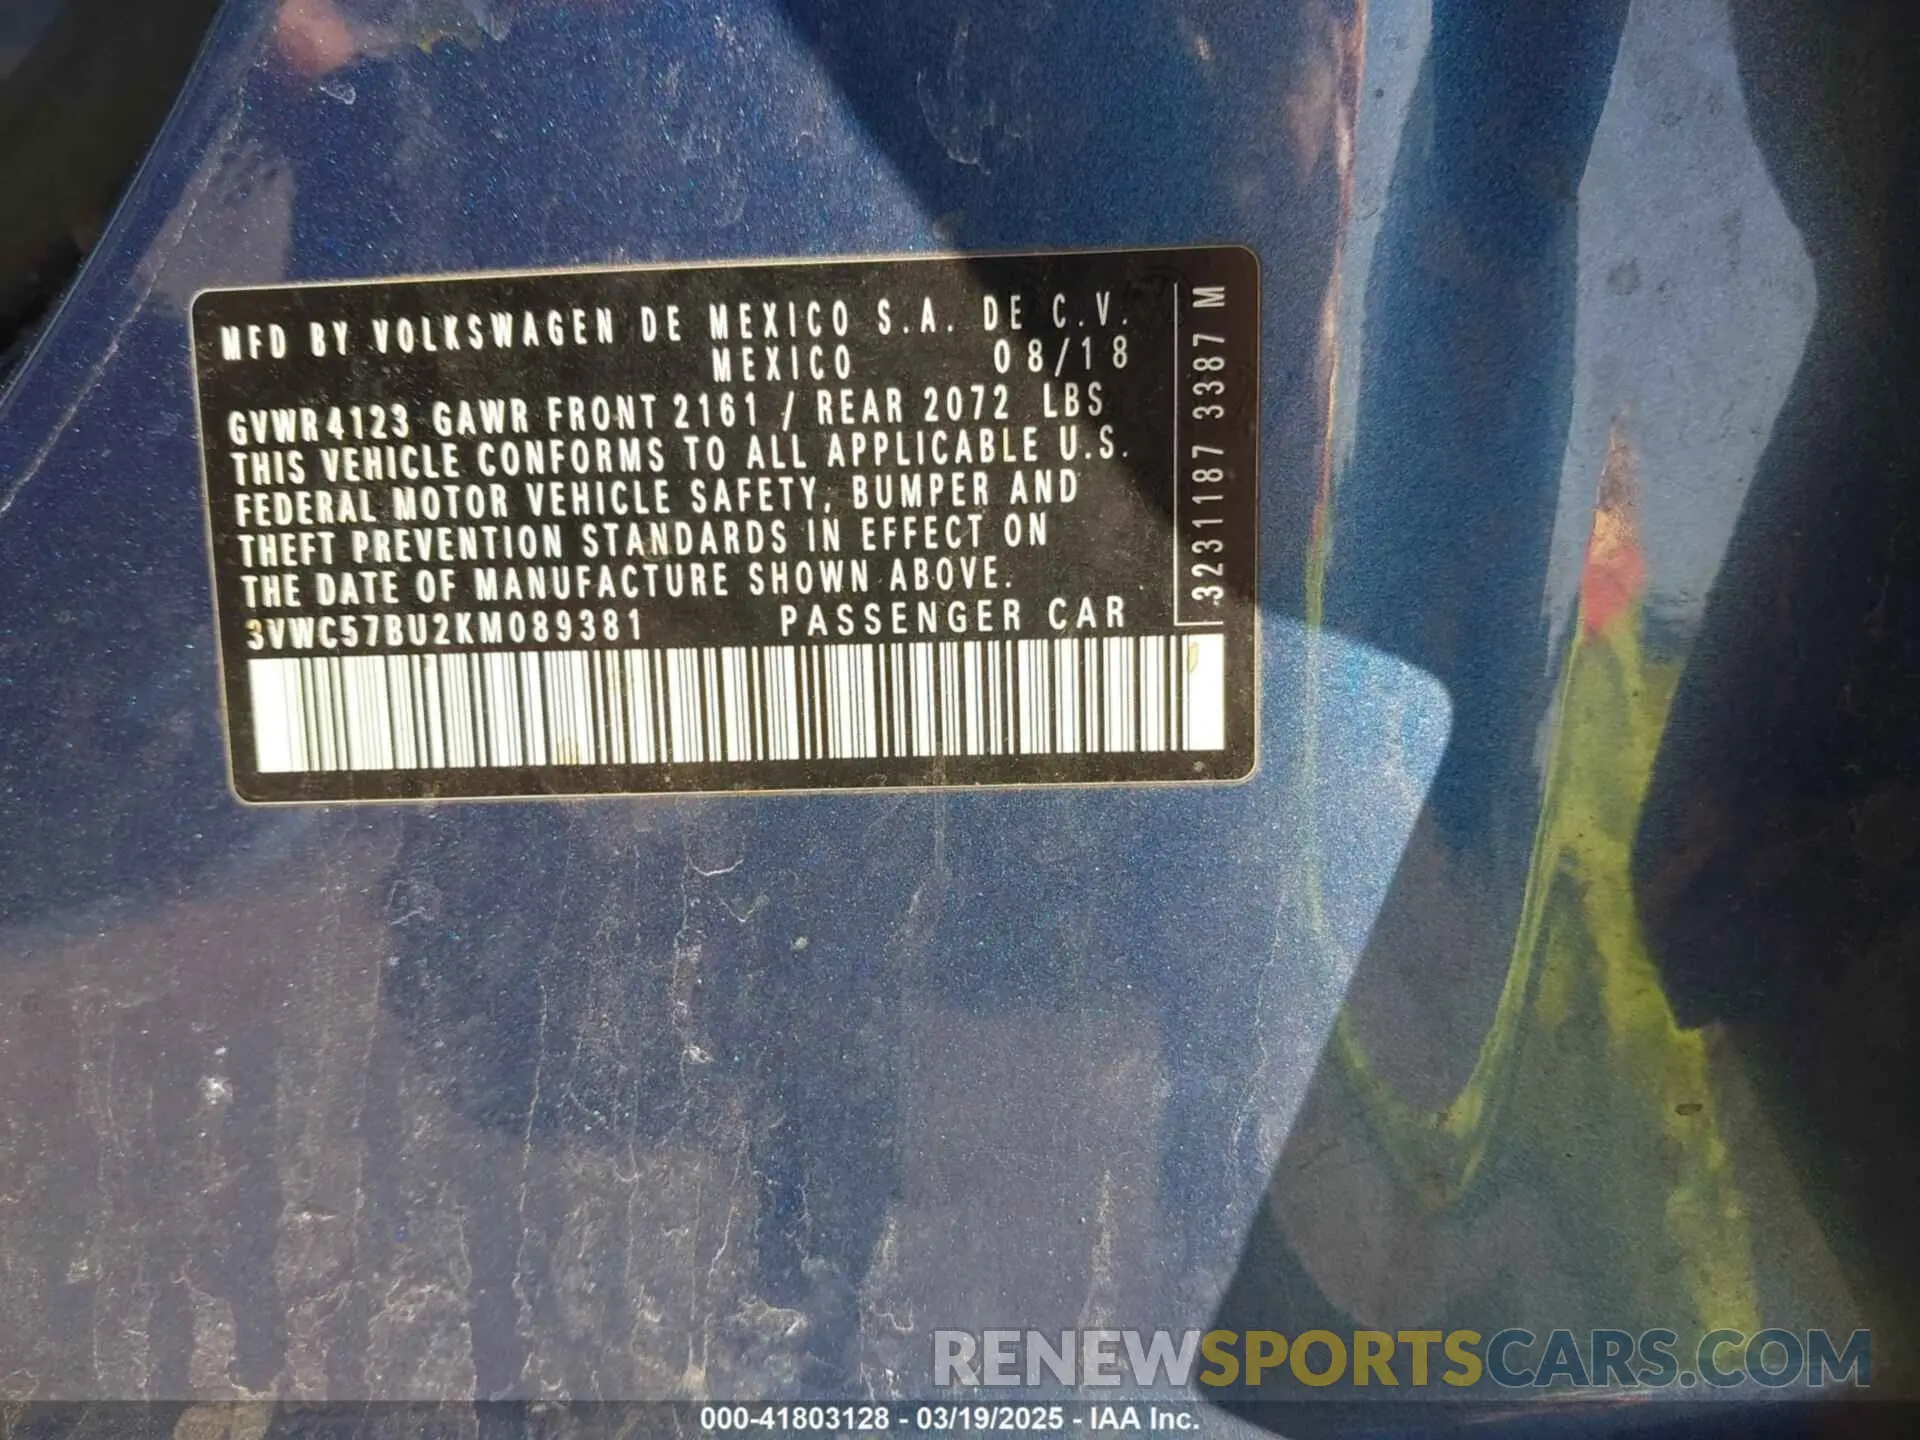 MFD BY VOLKSWAGEN DE MEXICO S.A. DE C.V.
MEXICO 08/18
GVWR 4123 GAWR FRONT 2161 / REAR 2072 LBS
THIS VEHICLE CONFORMS TO ALL APPLICABLE U.S.
FEDERAL MOTOR VEHICLE SAFETY, BUMPER AND
THEFT PREVENTION STANDARDS IN EFFECT ON
THE DATE OF MANUFACTURE SHOWN ABOVE.
3VWC57BU2KM089381 PASSENGER CAR
3231187 3387 M
RENEWSPORTSCARS.COM
000-41803128 - 03/19/2025 - IAA Inc.